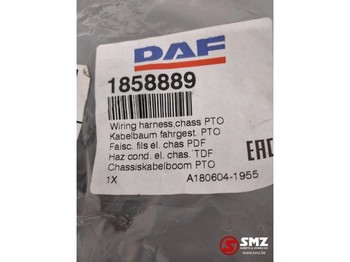 DAF
1858889
Wiring harness,chass PTO
Kabelbaum fahrgest. PTO
Faisc. fils el. chas PDF
Haz cond. el. chas. TDF
Chassiskabelboom PTO
1X A180604-1955
EAC
SMZ